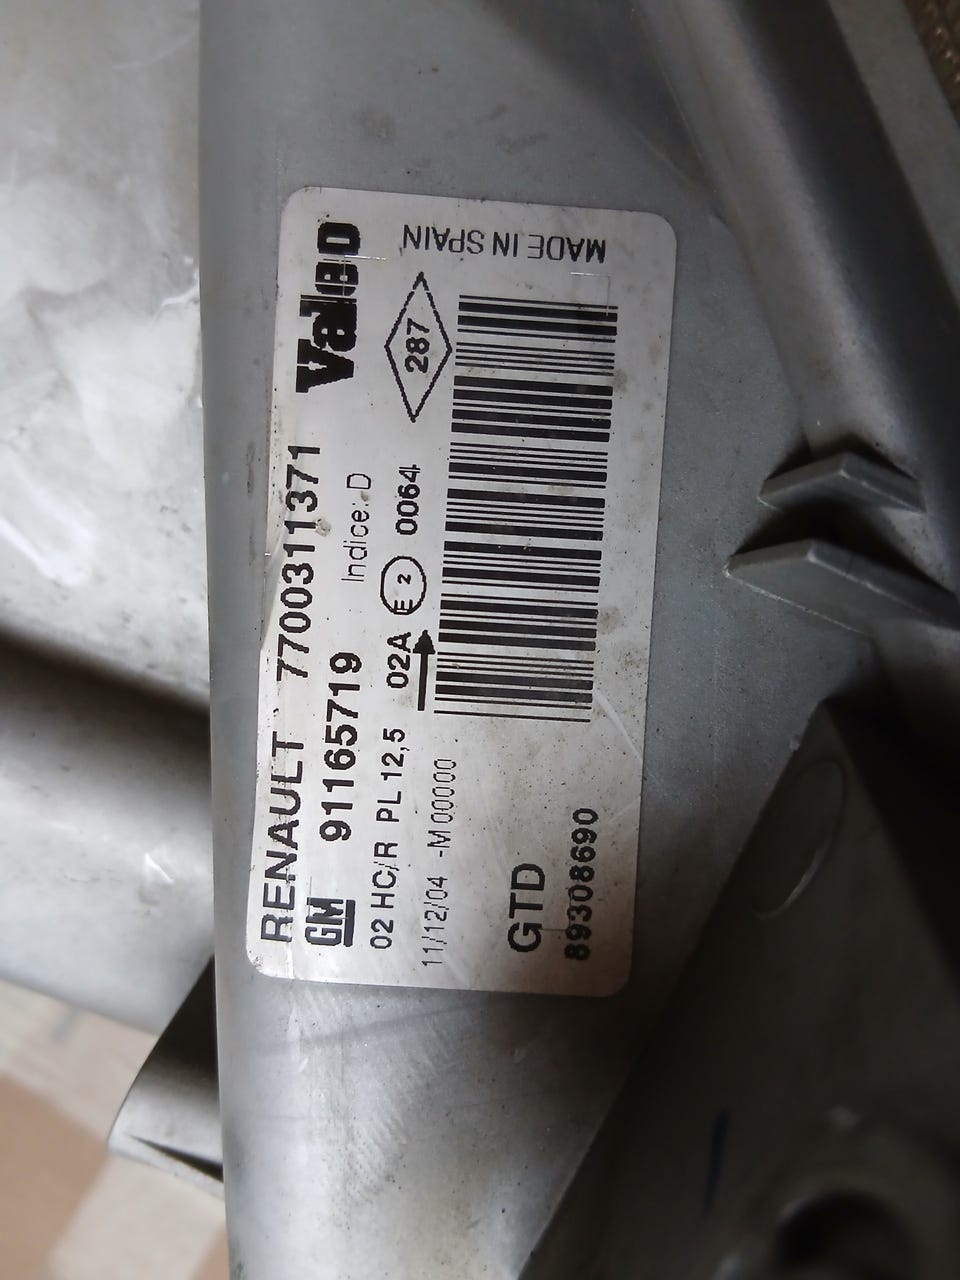 RENAULT 7700311371 Valeo
GM 91165719 Indice: D
02 HC/R PL 12,5 02A E 2 0064 287
11/12/04 -M 00000
MADE IN SPAIN
GTD
89308690